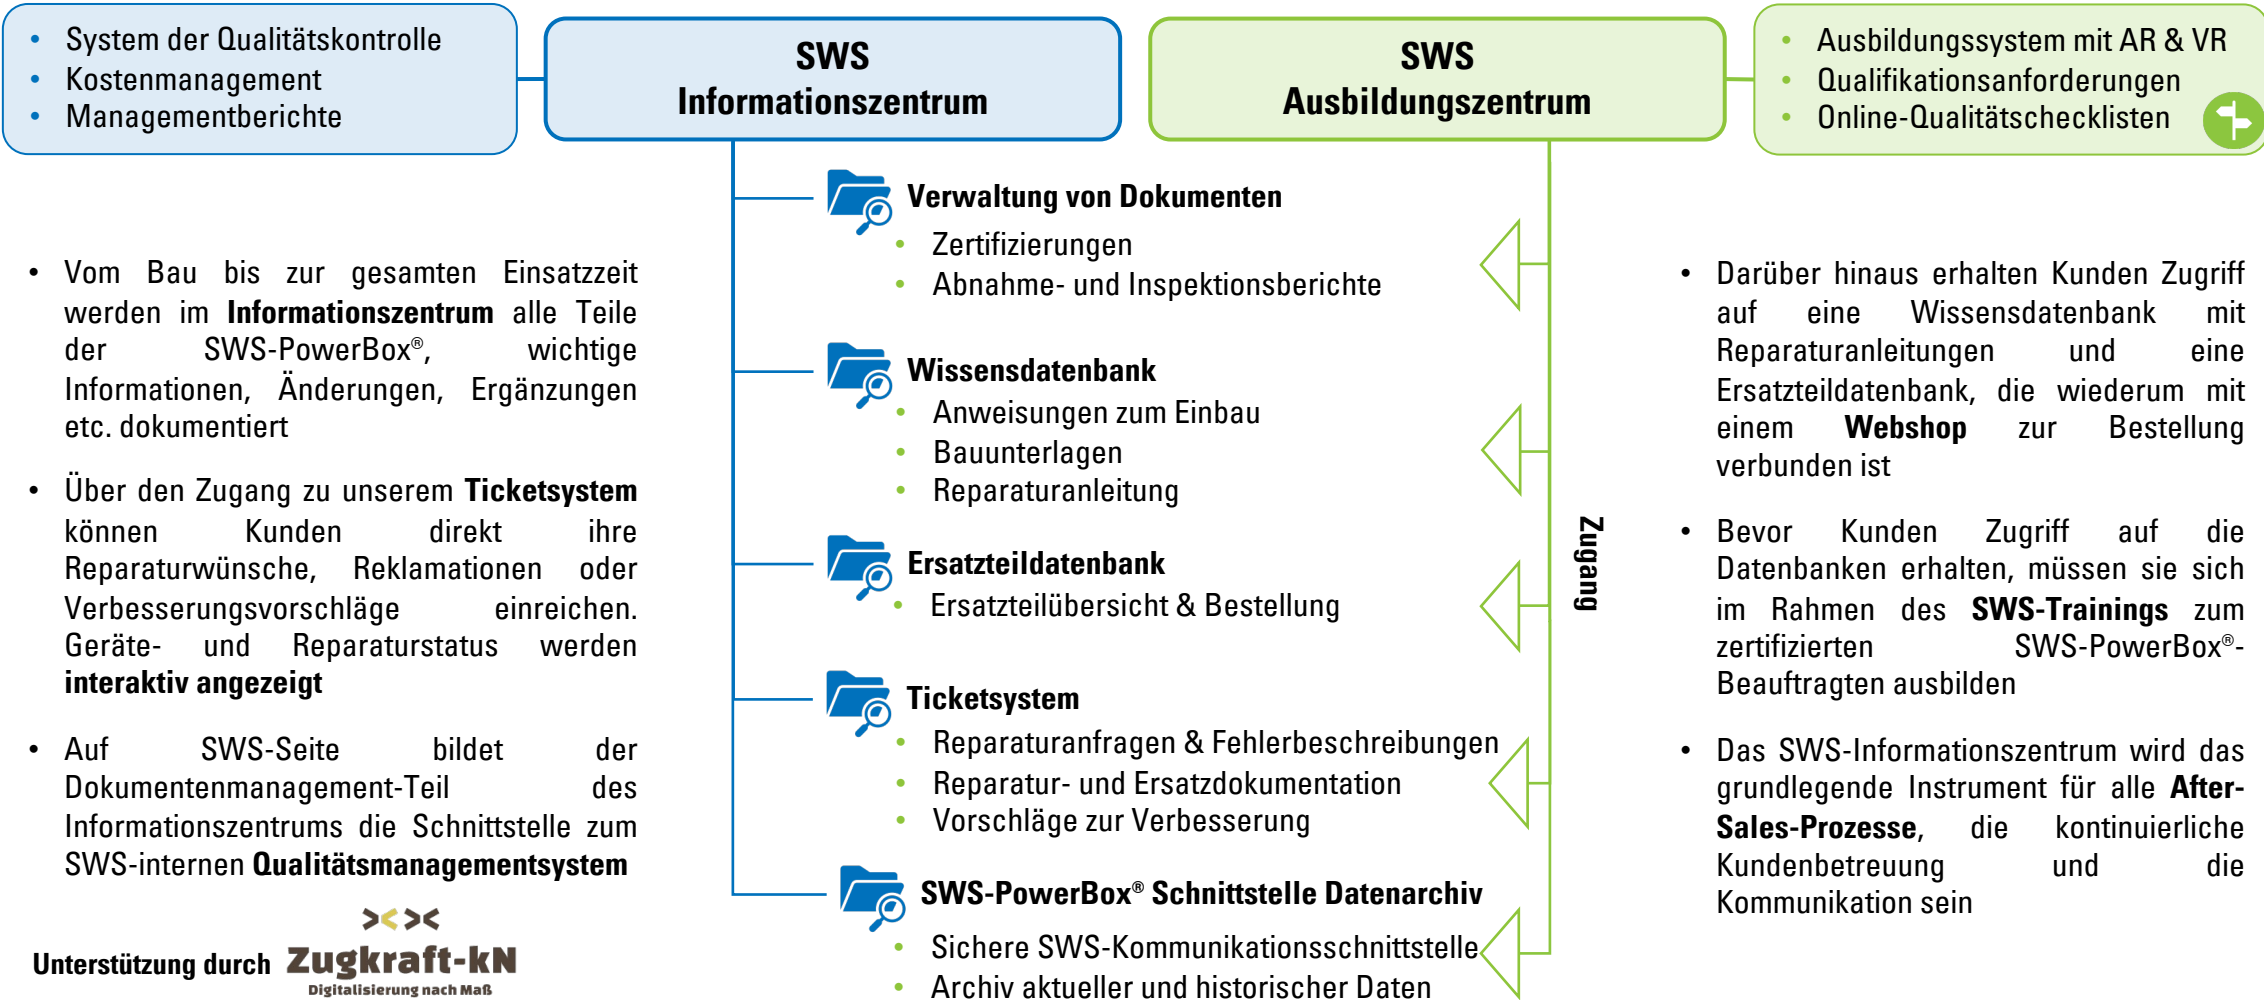 • System der Qualitätskontrolle
• Kostenmanagement
• Managementberichte
SWS
Informationszentrum
SWS
Ausbildungszentrum
• Ausbildungssystem mit AR & VR
• Qualifikationsanforderungen
• Online-Qualitätschecklisten
• Vom Bau bis zur gesamten Einsatzzeit
werden im Informationszentrum alle Teile
der SWS-PowerBox®, wichtige
Informationen, Änderungen, Ergänzungen
etc. dokumentiert
• Über den Zugang zu unserem Ticketsystem
können Kunden direkt ihre
Reparaturwünsche, Reklamationen oder
Verbesserungsvorschläge einreichen.
Geräte- und Reparaturstatus werden
interaktiv angezeigt
• Auf SWS-Seite bildet der
Dokumentenmanagement-Teil des
Informationszentrums die Schnittstelle zum
SWS-internen Qualitätsmanagementsystem
Unterstützung durch
Zugkraft-kN
Digitalisierung nach Maß
Verwaltung von Dokumenten
• Zertifizierungen
• Abnahme- und Inspektionsberichte
Wissensdatenbank
• Anweisungen zum Einbau
• Bauunterlagen
• Reparaturanleitung
Ersatzteildatenbank
• Ersatzteilübersicht & Bestellung
Ticketsystem
• Reparaturanfragen & Fehlerbeschreibungen
• Reparatur- und Ersatzdokumentation
• Vorschläge zur Verbesserung
SWS-PowerBox® Schnittstelle Datenarchiv
• Sichere SWS-Kommunikationsschnittstelle
• Archiv aktueller und historischer Daten
Zugang
• Darüber hinaus erhalten Kunden Zugriff
auf eine Wissensdatenbank mit
Reparaturanleitungen und eine
Ersatzteildatenbank, die wiederum mit
einem Webshop zur Bestellung
verbunden ist
• Bevor Kunden Zugriff auf die
Datenbanken erhalten, müssen sie sich
im Rahmen des SWS-Trainings zum
zertifizierten SWS-PowerBox®-
Beauftragten ausbilden
• Das SWS-Informationszentrum wird das
grundlegende Instrument für alle After-
Sales-Prozesse, die kontinuierliche
Kundenbetreuung und die
Kommunikation sein